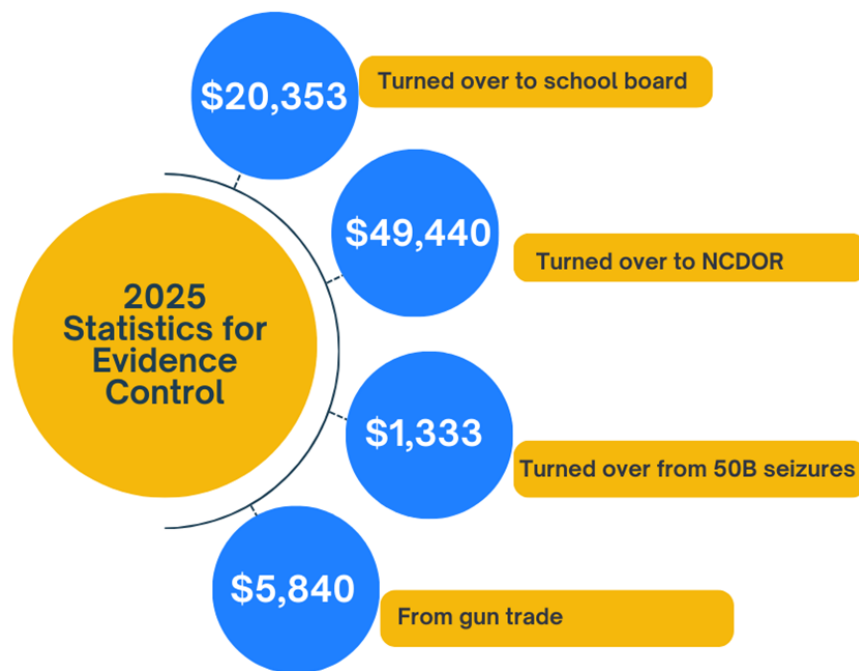 $20,353
Turned over to school board
$49,440
Turned over to NCDOR
2025
Statistics for
Evidence
Control
$1,333
Turned over from 50B seizures
$5,840
From gun trade